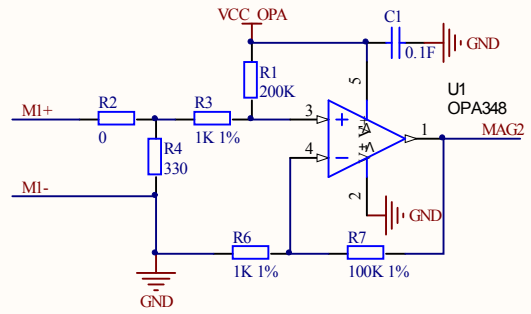 VCC_OPA
C1
0.1F
GND
R1
200K
5
U1
OPA348
M1+
R2
0
R3
1K 1%
3
1
MAG2
R4
330
4
M1-
2
GND
R6
1K 1%
R7
100K 1%
GND